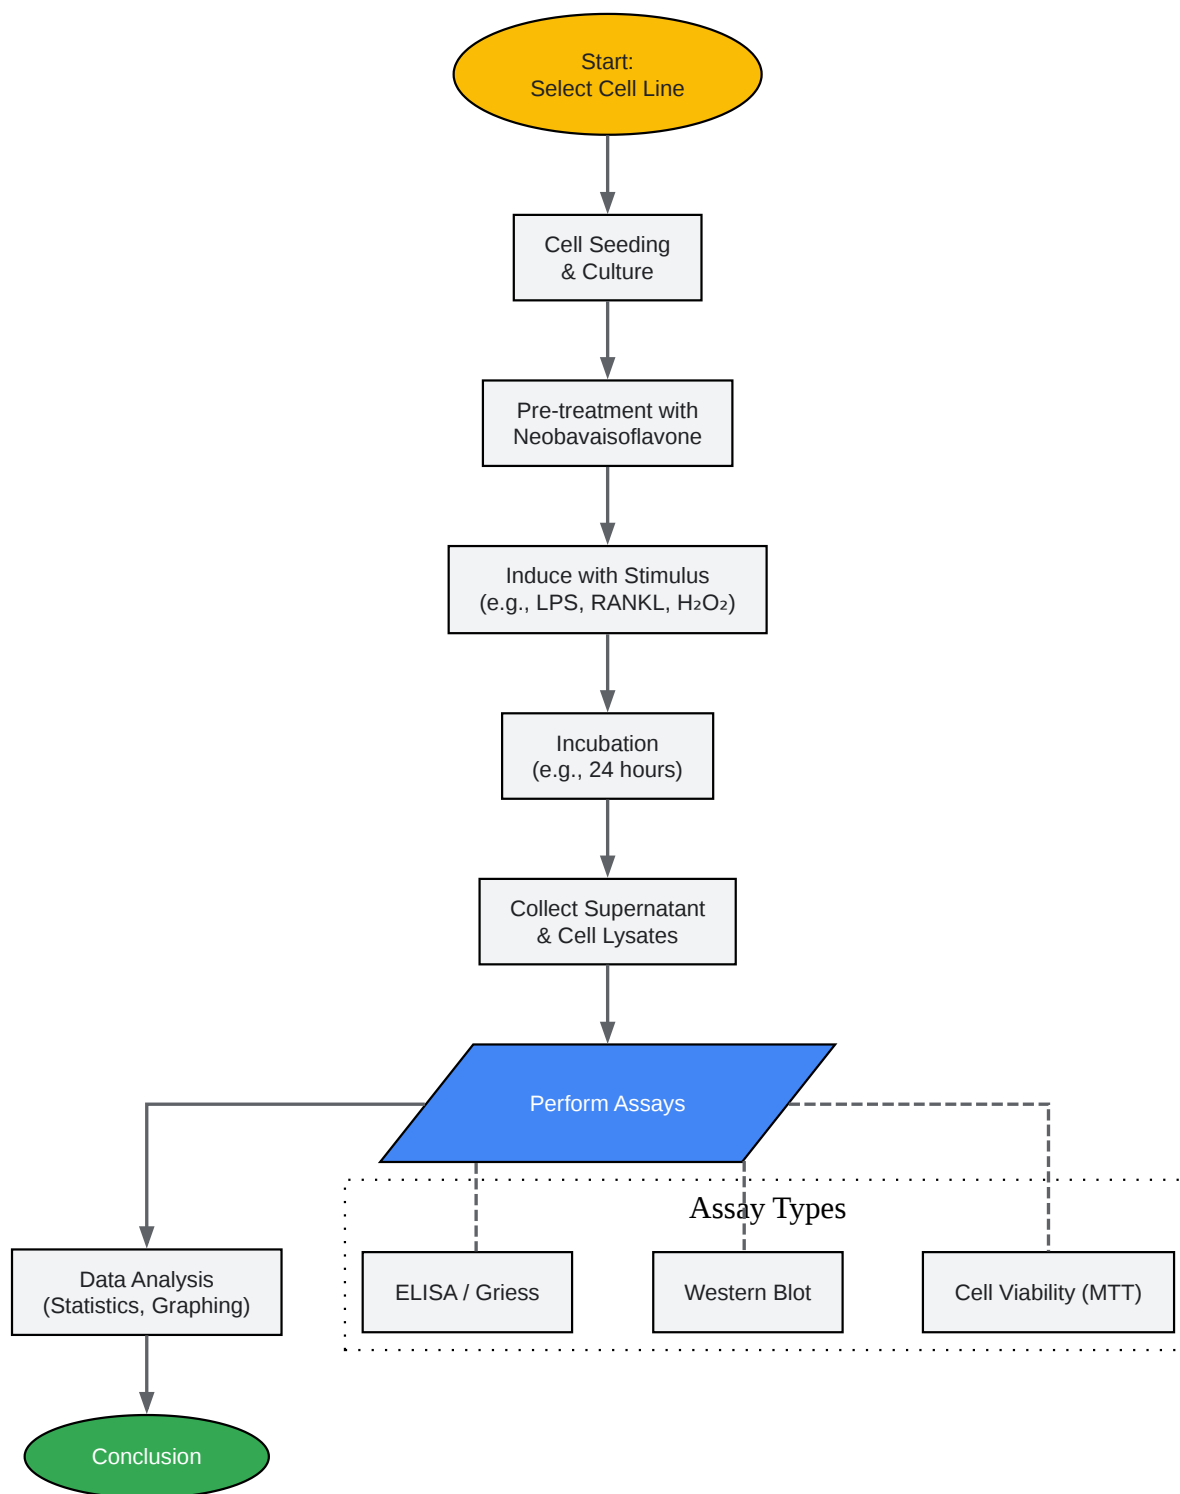 Start:
Select Cell Line
Cell Seeding
& Culture
Pre-treatment with
Neobavaisoflavone
Induce with Stimulus
(e.g., LPS, RANKL, H₂O₂)
Incubation
(e.g., 24 hours)
Collect Supernatant
& Cell Lysates
Perform Assays
Assay Types
Data Analysis
(Statistics, Graphing)
ELISA / Griess
Western Blot
Cell Viability (MTT)
Conclusion